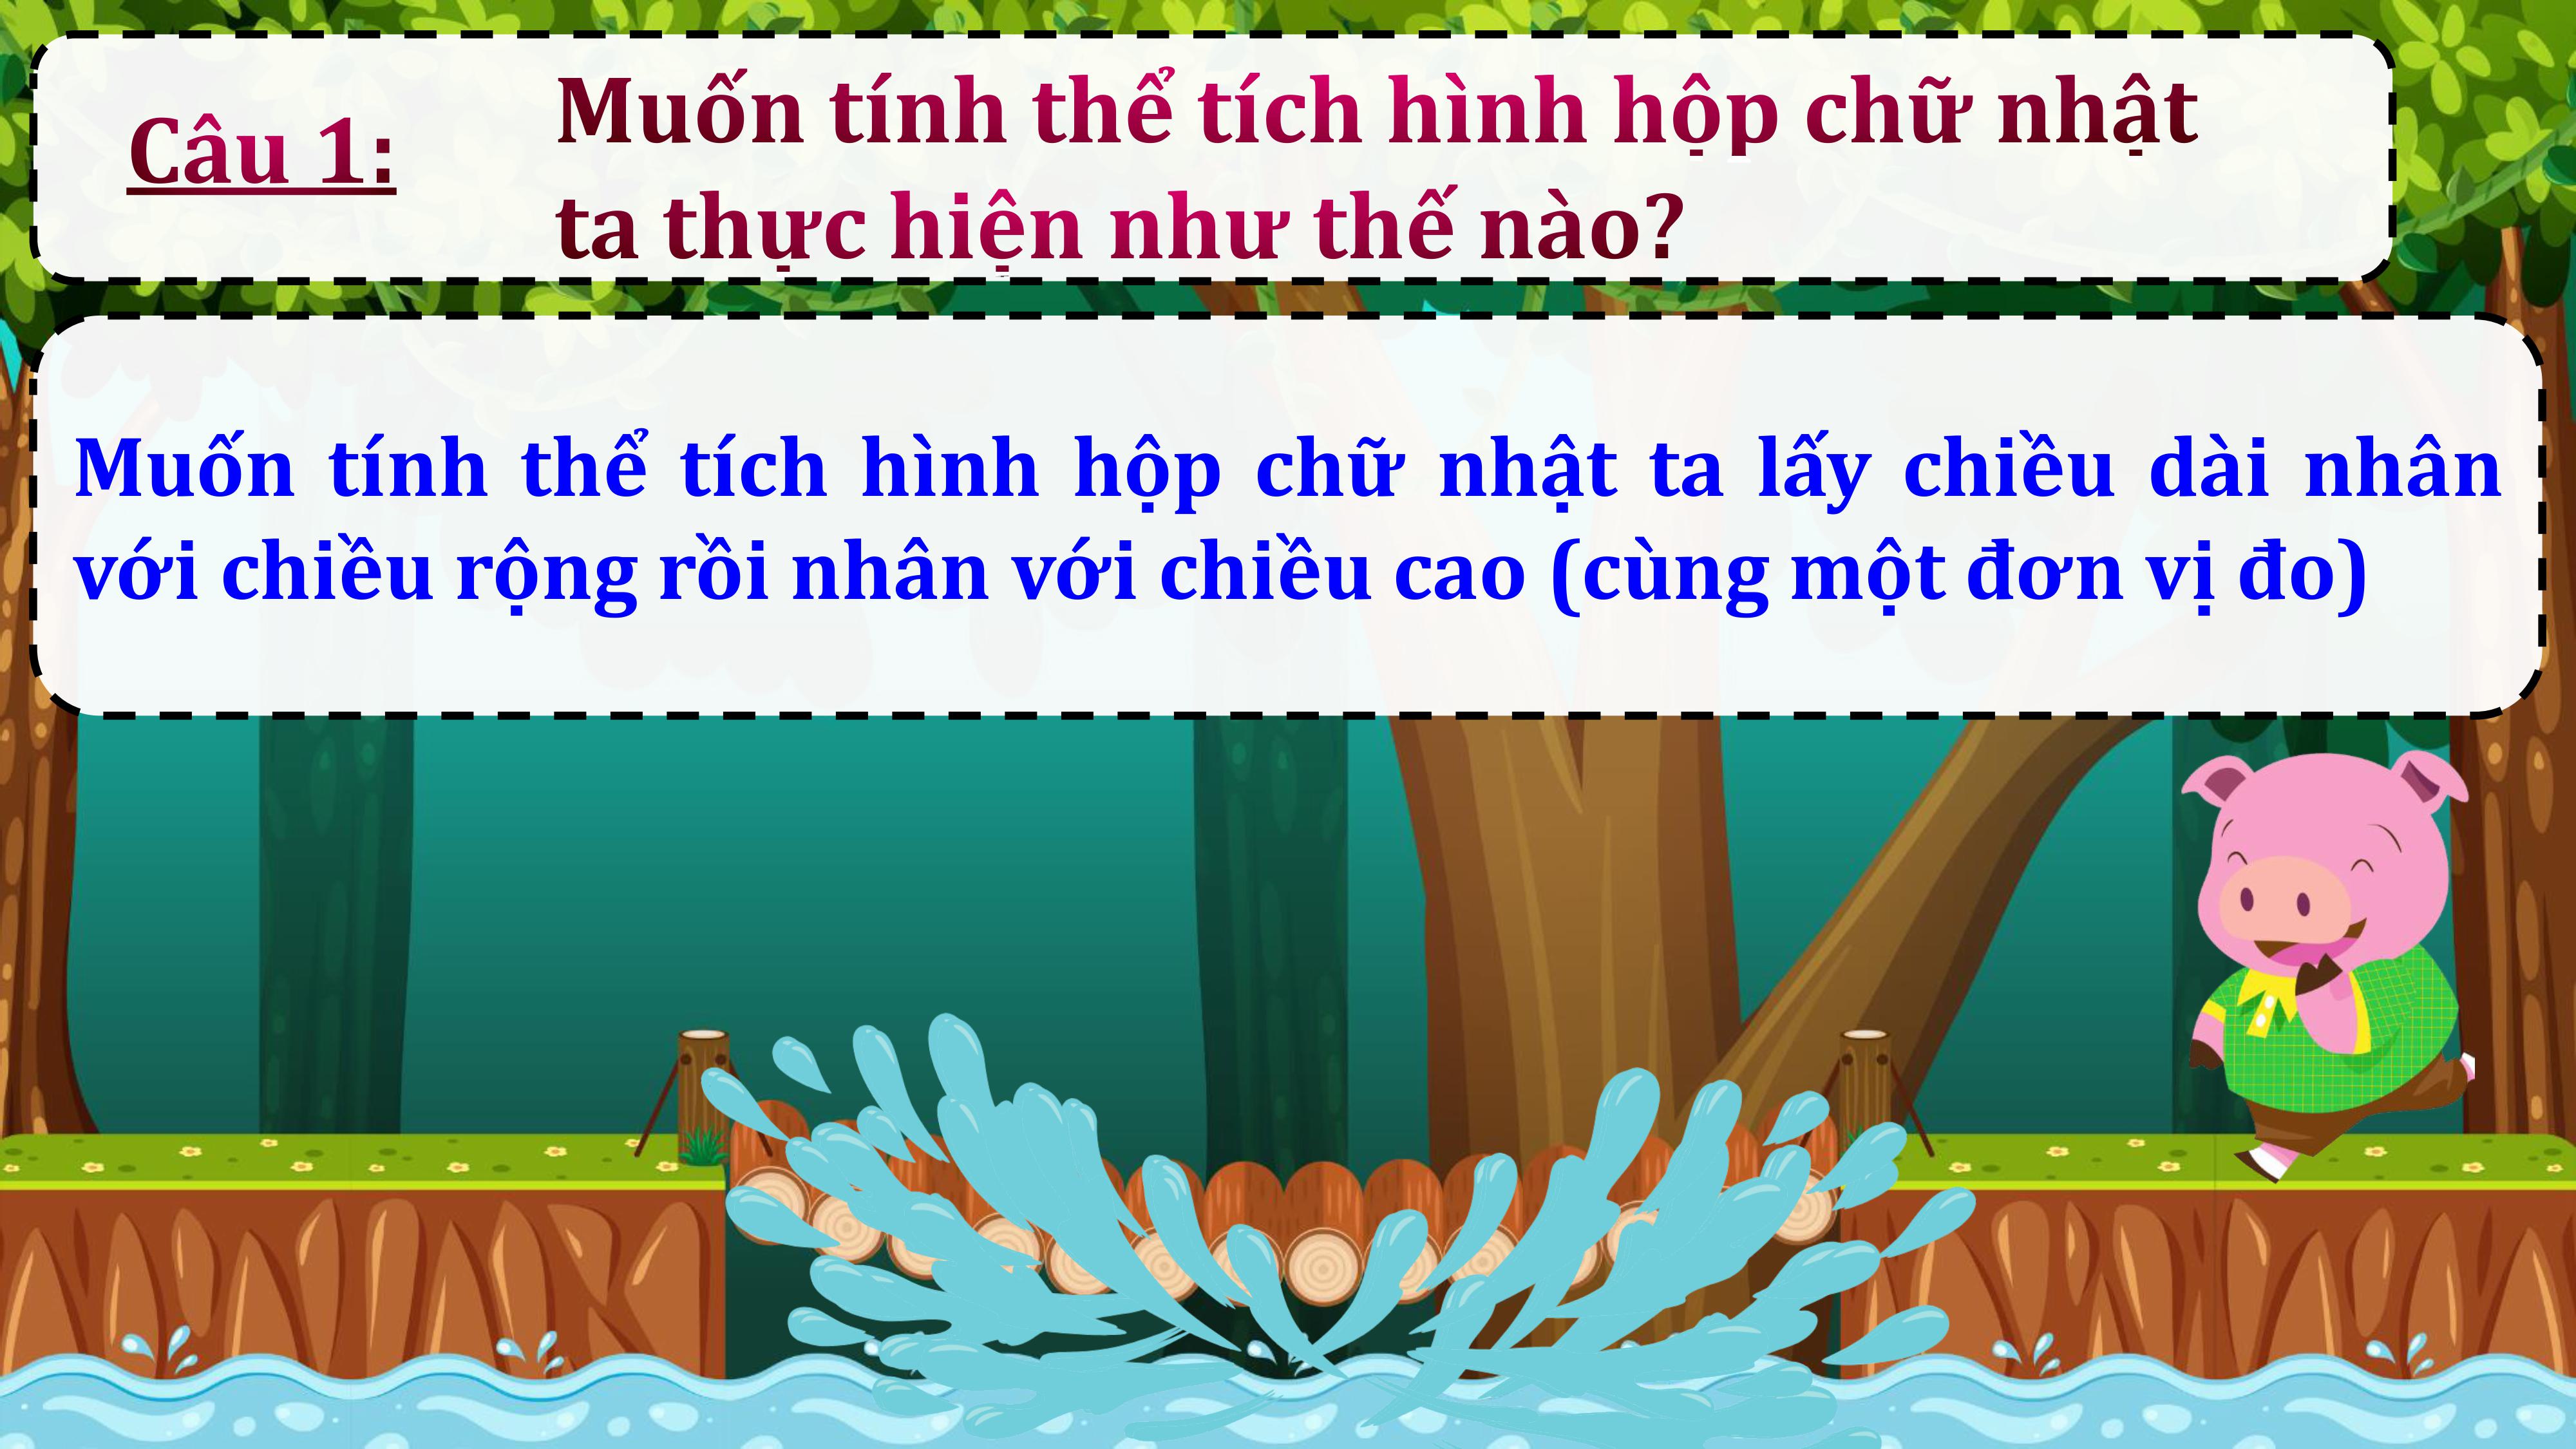 Câu 1:
Muốn tính thể tích hình hộp chữ nhật
ta thực hiện như thế nào?
Muốn tính thể tích hình hộp chữ nhật ta lấy chiều dài nhân
với chiều rộng rồi nhân với chiều cao (cùng một đơn vị đo)